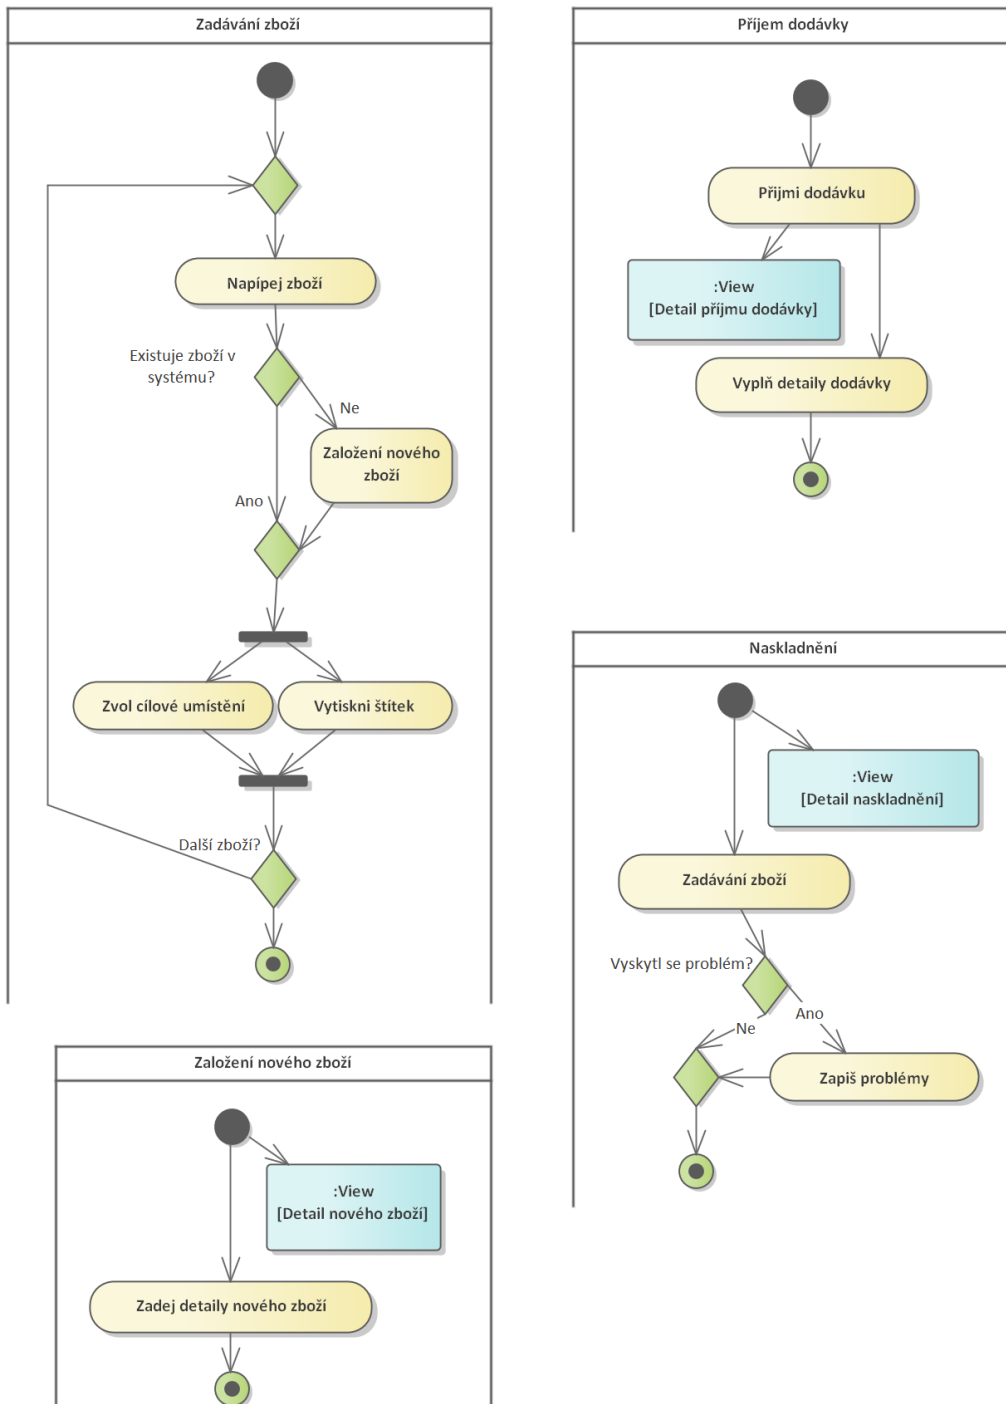 Zadávání zboží
Napípej zboží
Existuje zboží v
systému?
Ne
Založení nového
zboží
Ano
Zvol cílové umístění
Vytiskni štítek
Další zboží?
Založení nového zboží
:View
[Detail nového zboží]
Zadej detaily nového zboží
Příjem dodávky
Přijmi dodávku
:View
[Detail příjmu dodávky]
Vyplň detaily dodávky
Naskladnění
:View
[Detail naskladnění]
Zadávání zboží
Vyskytl se problém?
Ano
Ne
Zapiš problémy